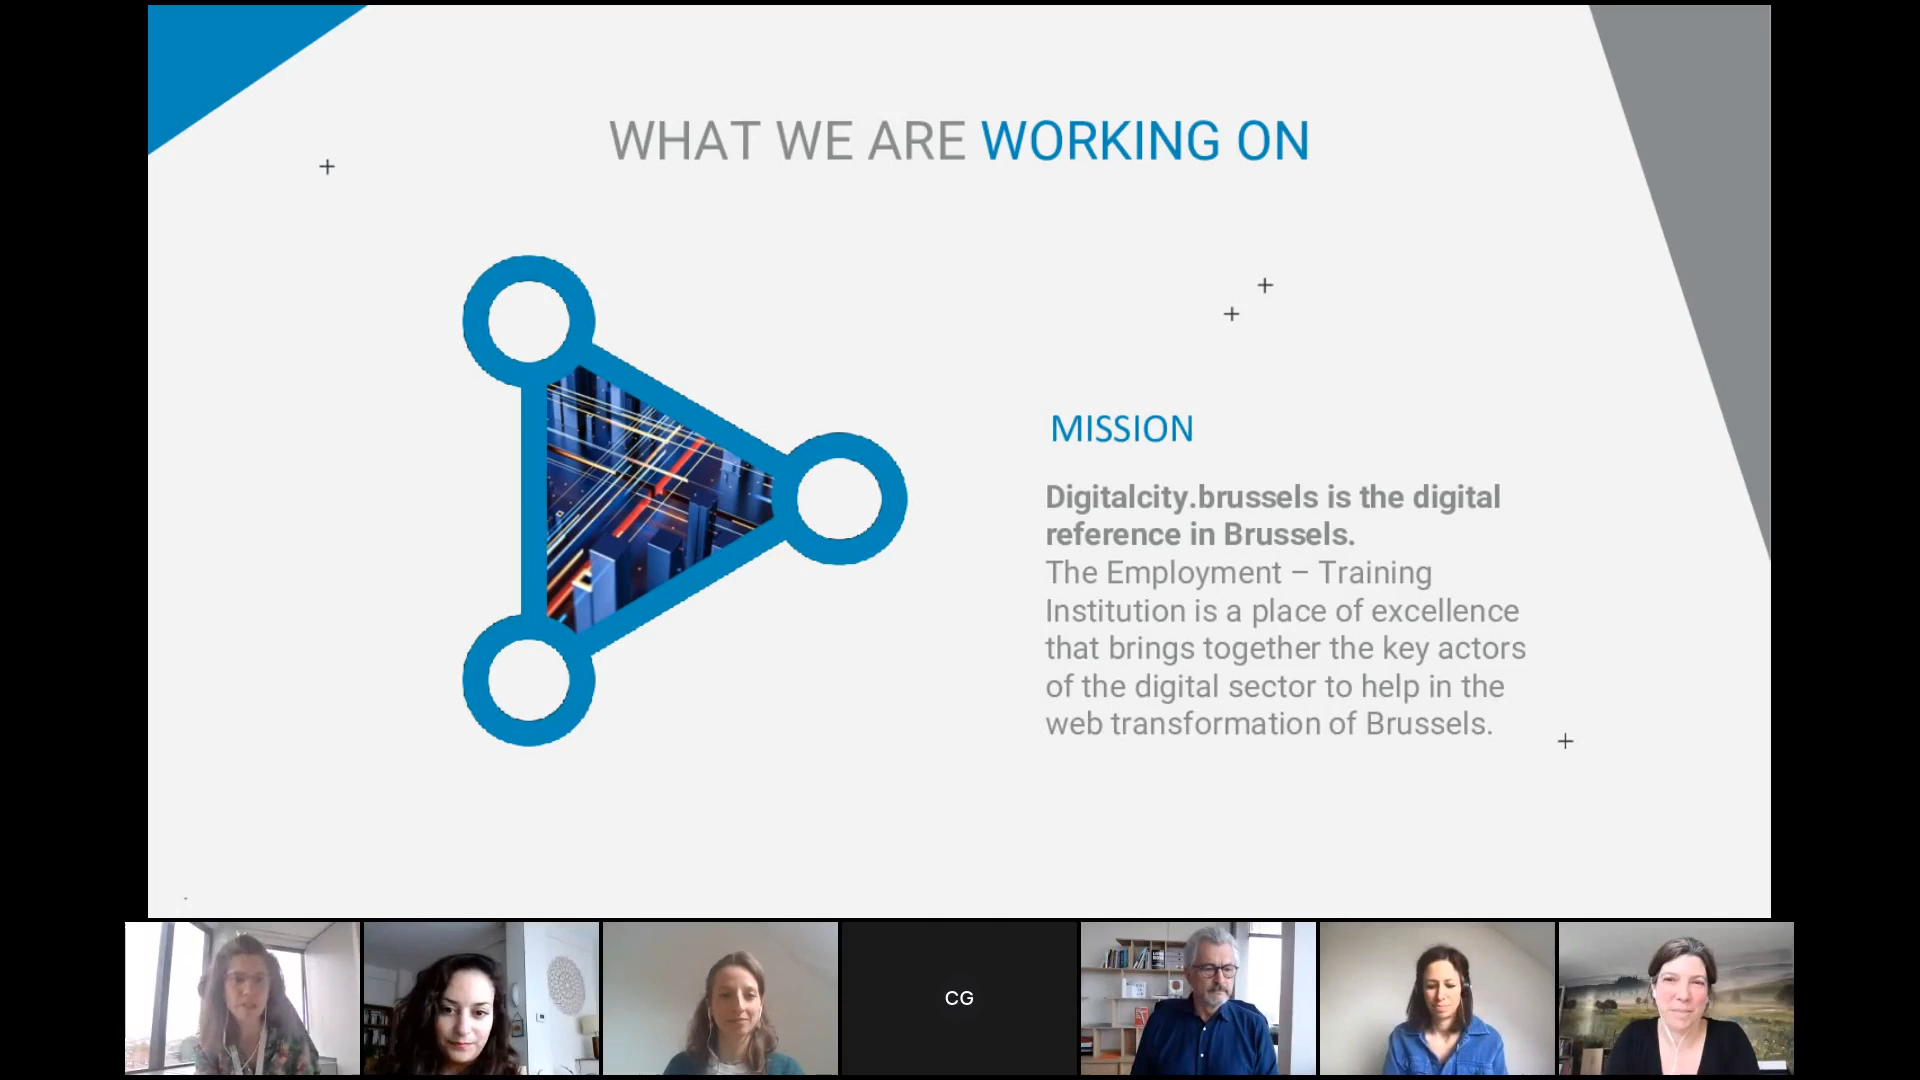 WHAT WE ARE WORKING ON
MISSION
Digitalcity.brussels is the digital
reference in Brussels.
The Employment – Training
Institution is a place of excellence
that brings together the key actors
of the digital sector to help in the
web transformation of Brussels.
CG